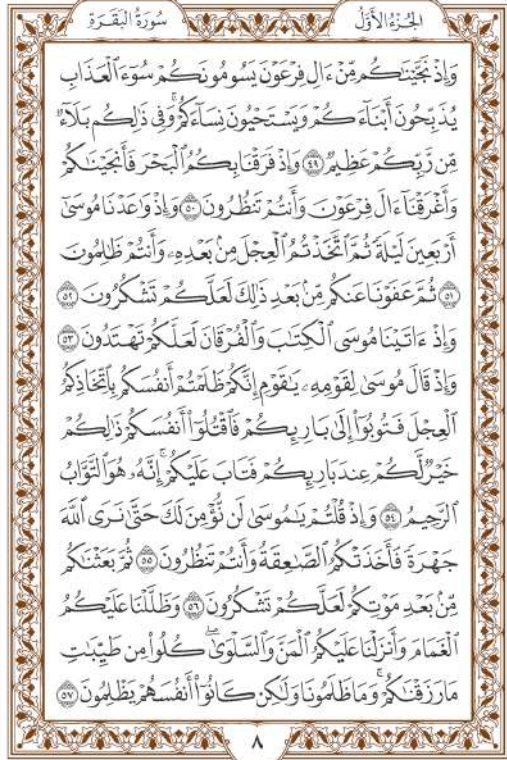 الجُزْءُ الأَوَّلُ
سُورَةُ البَقَرَةِ
وَإِذْ نَجَّيْنَٰكُم مِّنْ ءَالِ فِرْعَوْنَ يَسُومُونَكُمْ سُوٓءَ ٱلْعَذَابِ
يُذَبِّحُونَ أَبْنَآءَكُمْ وَيَسْتَحْيُونَ نِسَآءَكُمْ ۚ وَفِى ذَٰلِكُم بَلَآءٌ
مِّن رَّبِّكُمْ عَظِيمٌ ٤٩ وَإِذْ فَرَقْنَا بِكُمُ ٱلْبَحْرَ فَأَنجَيْنَٰكُمْ
وَأَغْرَقْنَآ ءَالَ فِرْعَوْنَ وَأَنتُمْ تَنظُرُونَ ٥٠ وَإِذْ وَٰعَدْنَا مُوسَىٰٓ
أَرْبَعِينَ لَيْلَةً ثُمَّ ٱتَّخَذْتُمُ ٱلْعِجْلَ مِنۢ بَعْدِهِۦ وَأَنتُمْ ظَٰلِمُونَ
٥١ ثُمَّ عَفَوْنَا عَنكُم مِّنۢ بَعْدِ ذَٰلِكَ لَعَلَّكُمْ تَشْكُرُونَ ٥٢
وَإِذْ ءَاتَيْنَا مُوسَى ٱلْكِتَٰبَ وَٱلْفُرْقَانَ لَعَلَّكُمْ تَهْتَدُونَ ٥٣
وَإِذْ قَالَ مُوسَىٰ لِقَوْمِهِۦ يَٰقَوْمِ إِنَّكُمْ ظَلَمْتُمْ أَنفُسَكُم بِٱتِّخَاذِكُمُ
ٱلْعِجْلَ فَتُوبُوٓا۟ إِلَىٰ بَارِئِكُمْ فَٱقْتُلُوٓا۟ أَنفُسَكُمْ ذَٰلِكُمْ
خَيْرٌ لَّكُمْ عِندَ بَارِئِكُمْ فَتَابَ عَلَيْكُمْ ۚ إِنَّهُۥ هُوَ ٱلتَّوَّابُ
ٱلرَّحِيمُ ٥٤ وَإِذْ قُلْتُمْ يَٰمُوسَىٰ لَن نُّؤْمِنَ لَكَ حَتَّىٰ نَرَى ٱللَّهَ
جَهْرَةً فَأَخَذَتْكُمُ ٱلصَّٰعِقَةُ وَأَنتُمْ تَنظُرُونَ ٥٥ ثُمَّ بَعَثْنَٰكُم
مِّنۢ بَعْدِ مَوْتِكُمْ لَعَلَّكُمْ تَشْكُرُونَ ٥٦ وَظَلَّلْنَا عَلَيْكُمُ
ٱلْغَمَامَ وَأَنزَلْنَا عَلَيْكُمُ ٱلْمَنَّ وَٱلسَّلْوَىٰ ۖ كُلُوا۟ مِن طَيِّبَٰتِ
مَا رَزَقْنَٰكُمْ ۖ وَمَا ظَلَمُونَا وَلَٰكِن كَانُوٓا۟ أَنفُسَهُمْ يَظْلِمُونَ ٥٧
٨